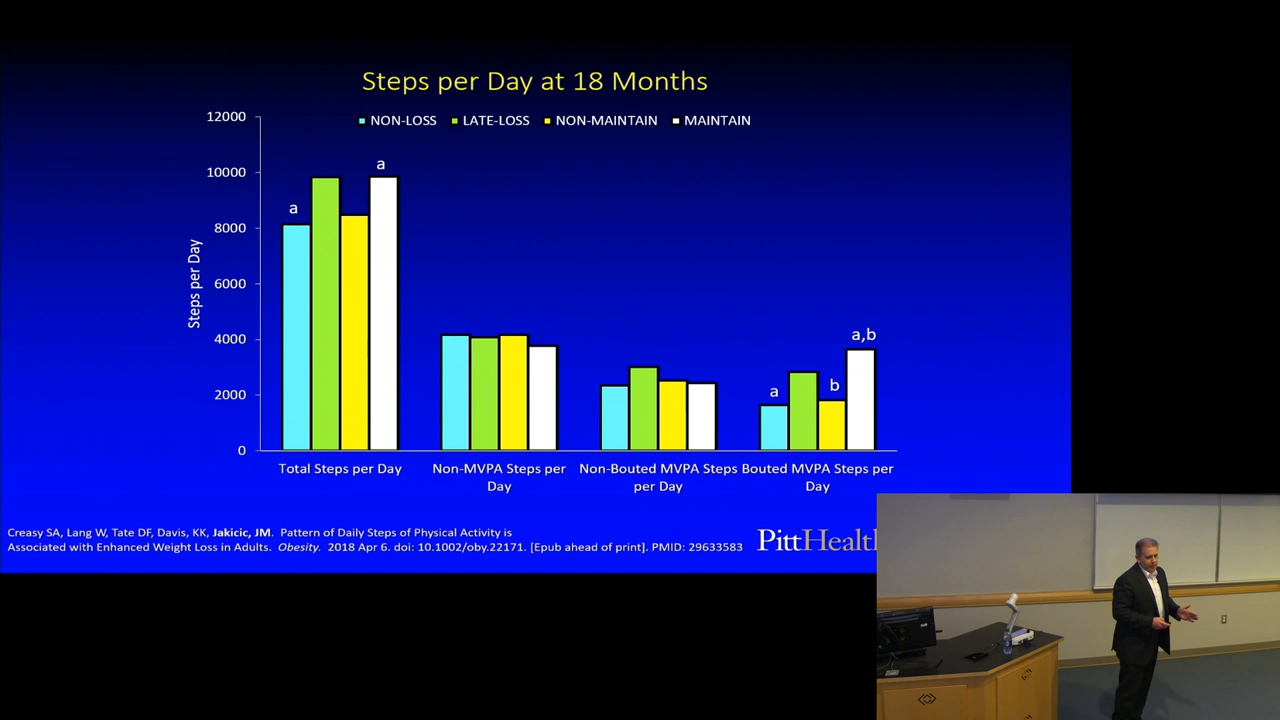 Steps per Day at 18 Months
NON-LOSS LATE-LOSS NON-MAINTAIN MAINTAIN
12000
10000
8000
6000
4000
2000
0
Steps per Day
a
a
a
b
a,b
Total Steps per Day
Non-MVPA Steps per
Day
Non-Bouted MVPA Steps
per Day
Bouted MVPA Steps per
Day
Creasy SA, Lang W, Tate DF, Davis, KK, Jakicic, JM. Pattern of Daily Steps of Physical Activity is
Associated with Enhanced Weight Loss in Adults. Obesity. 2018 Apr 6. doi: 10.1002/oby.22171. [Epub ahead of print]. PMID: 29633583
PittHealth